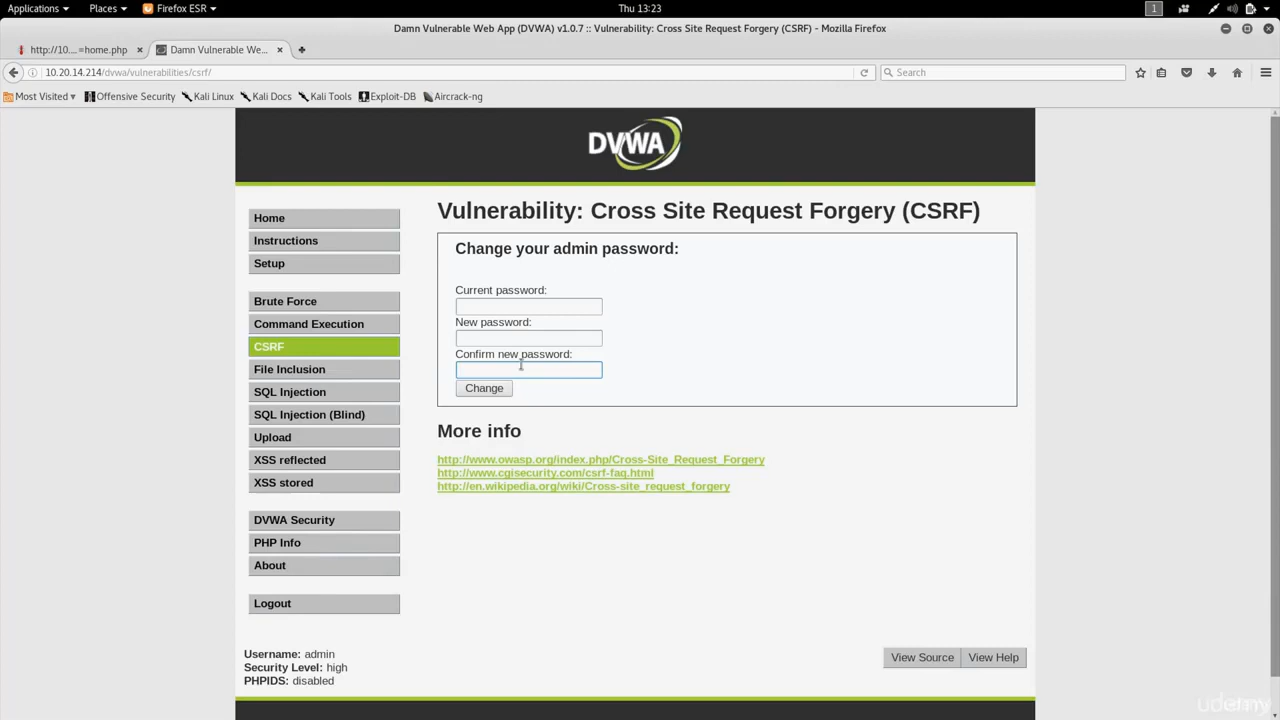 Applications ▾ Places ▾ Firefox ESR ▾ Thu 13:23 1
Damn Vulnerable Web App (DVWA) v1.0.7 :: Vulnerability: Cross Site Request Forgery (CSRF) - Mozilla Firefox
http://10....=home.php × Damn Vulnerable We... ×
10.20.14.214/dvwa/vulnerabilities/csrf/ Search
Most Visited ▾ Offensive Security Kali Linux Kali Docs Kali Tools Exploit-DB Aircrack-ng
DVWA
Vulnerability: Cross Site Request Forgery (CSRF)
Home
Instructions
Setup
Brute Force
Command Execution
CSRF
File Inclusion
SQL Injection
SQL Injection (Blind)
Upload
XSS reflected
XSS stored
DVWA Security
PHP Info
About
Logout
Change your admin password:
Current password:
New password:
Confirm new password:
Change
More info
http://www.owasp.org/index.php/Cross-Site_Request_Forgery
http://www.cgisecurity.com/csrf-faq.html
http://en.wikipedia.org/wiki/Cross-site_request_forgery
Username: admin
Security Level: high
PHPIDS: disabled
View Source View Help
udemy